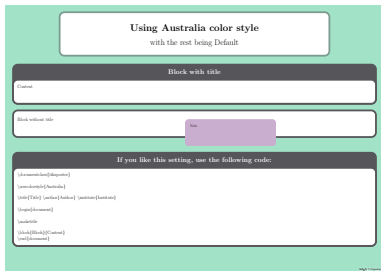 Using Australia color style
with the rest being Default
Block with title
Content
Block without title
Note
If you like this setting, use the following code:
\documentclass{tikzposter}
\usecolorstyle{Australia}
\title{Title} \author{Author} \institute{Institute}
\begin{document}
\maketitle
\block{Block}{Content}
\end{document}